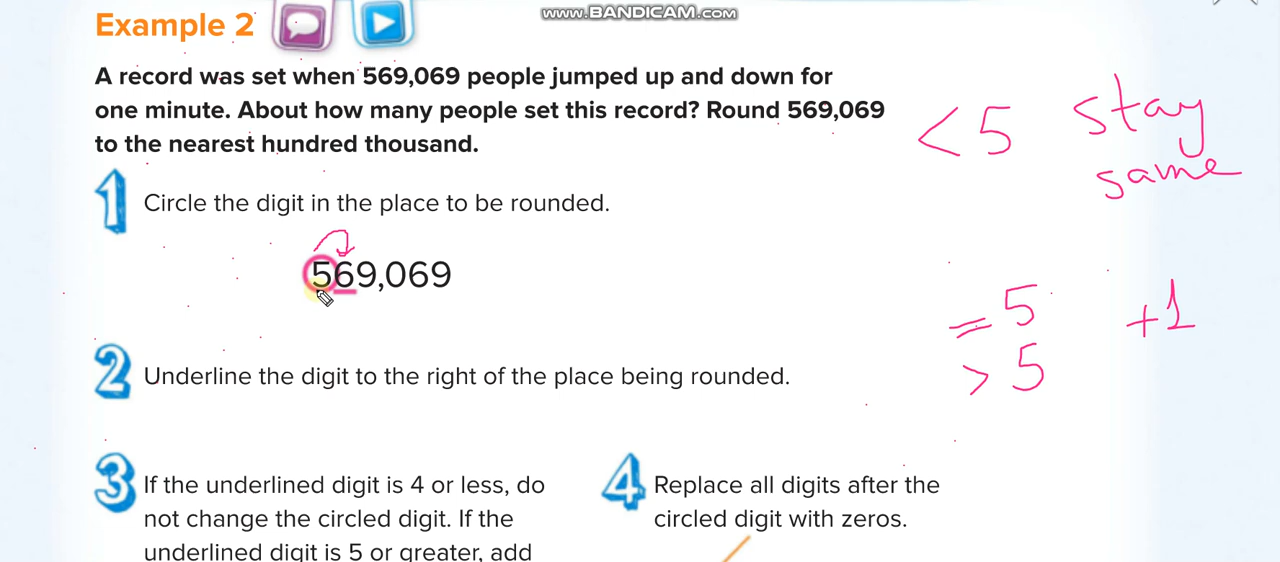 www.BANDICAM.com
Example 2
A record was set when 569,069 people jumped up and down for
one minute. About how many people set this record? Round 569,069
to the nearest hundred thousand.
<5 stay
same
1 Circle the digit in the place to be rounded.
569,069
= 5 +1
> 5
2 Underline the digit to the right of the place being rounded.
3 If the underlined digit is 4 or less, do
not change the circled digit. If the
underlined digit is 5 or greater, add
4 Replace all digits after the
circled digit with zeros.